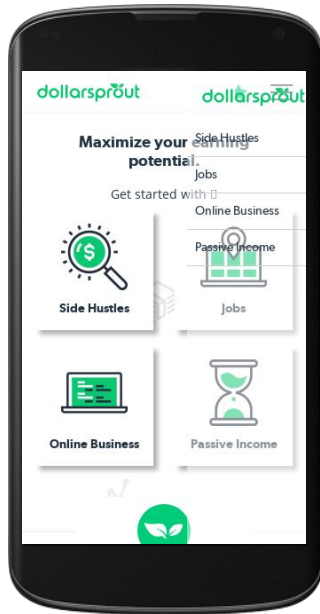 dollarsprout
dollarsprout
Maximize your earning
potential.
Get started with
Side Hustles
Jobs
Online Business
Passive Income
Side Hustles
Jobs
Online Business
Passive Income